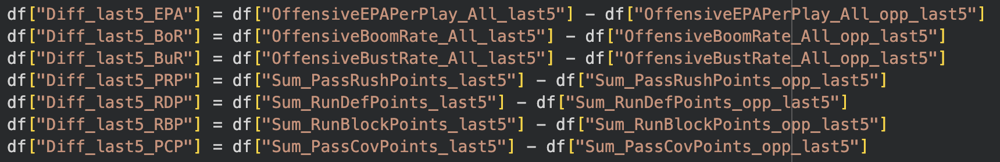 df["Diff_last5_EPA"] = df["OffensiveEPAPerPlay_All_last5"] - df["OffensiveEPAPerPlay_All_opp_last5"]
df["Diff_last5_BoR"] = df["OffensiveBoomRate_All_last5"] - df["OffensiveBoomRate_All_opp_last5"]
df["Diff_last5_BuR"] = df["OffensiveBustRate_All_last5"] - df["OffensiveBustRate_All_opp_last5"]
df["Diff_last5_PRP"] = df["Sum_PassRushPoints_last5"] - df["Sum_PassRushPoints_opp_last5"]
df["Diff_last5_RDP"] = df["Sum_RunDefPoints_last5"] - df["Sum_RunDefPoints_opp_last5"]
df["Diff_last5_RBP"] = df["Sum_RunBlockPoints_last5"] - df["Sum_RunBlockPoints_opp_last5"]
df["Diff_last5_PCP"] = df["Sum_PassCovPoints_last5"] - df["Sum_PassCovPoints_opp_last5"]